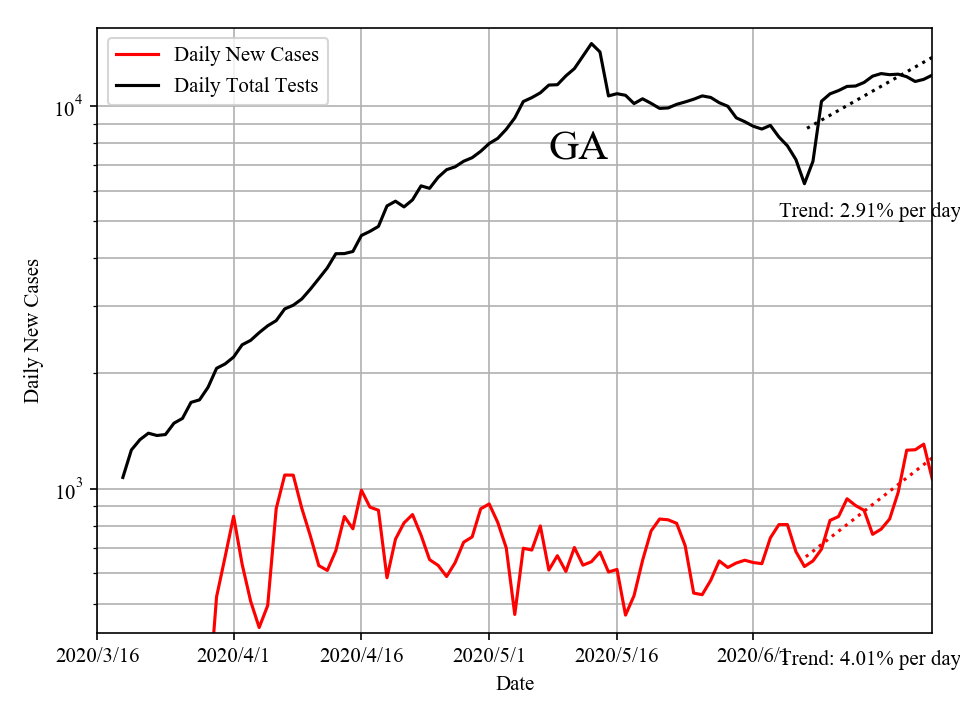 Daily New Cases
Daily Total Tests
10^4
GA
Trend: 2.91% per day
Daily New Cases
10^3
2020/3/16 2020/4/1 2020/4/16 2020/5/1 2020/5/16 2020/6/1
Trend: 4.01% per day
Date